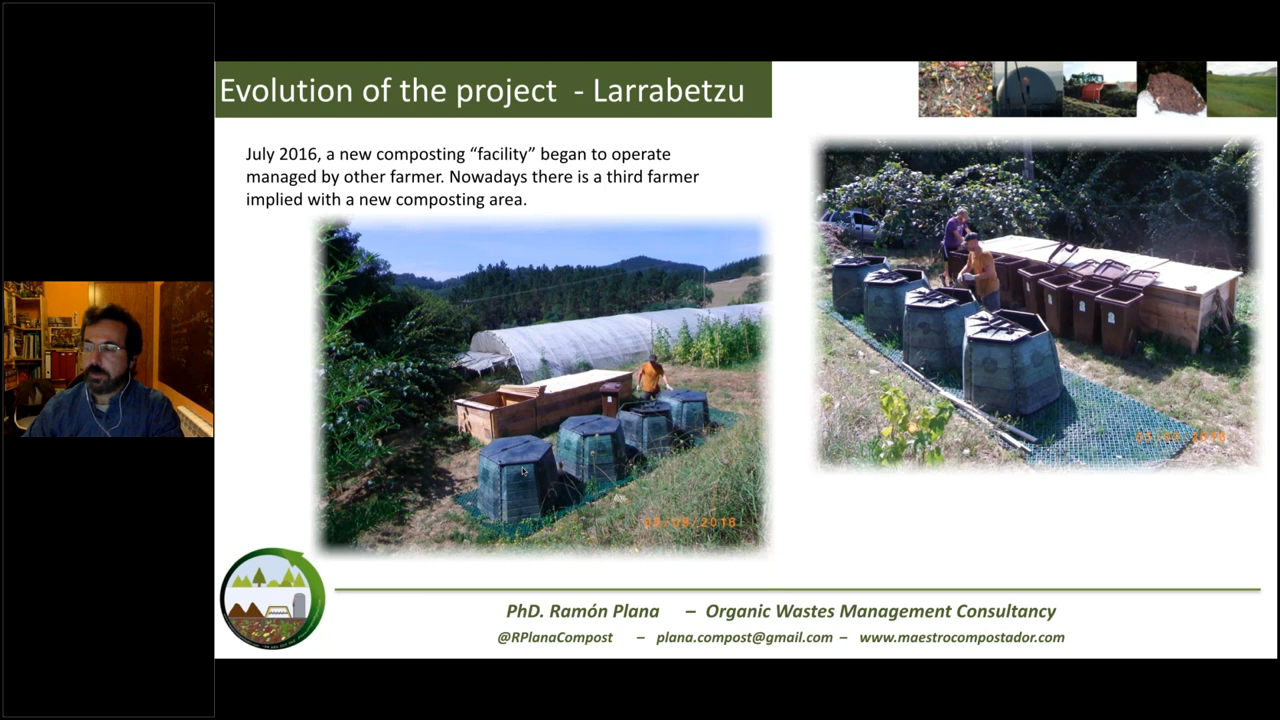 Evolution of the project - Larrabetzu
July 2016, a new composting “facility” began to operate
managed by other farmer. Nowadays there is a third farmer
implied with a new composting area.
PhD. Ramón Plana – Organic Wastes Management Consultancy
@RPlanaCompost – plana.compost@gmail.com – www.maestrocompostador.com